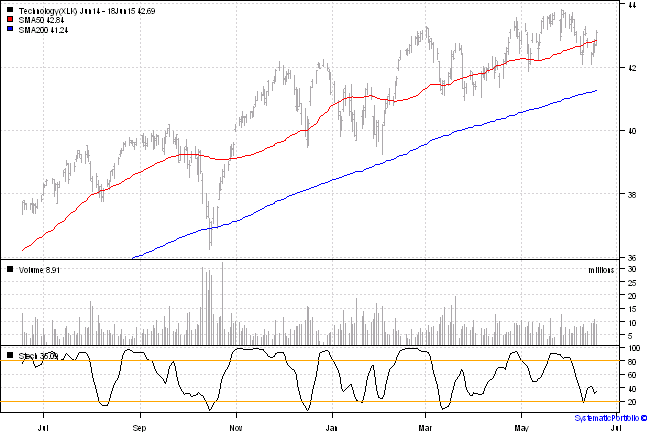 Technology(XLK) Jun14 - 18Jun15 42.69
SMA50 42.84
SMA200 41.24
44
42
40
38
36
Volume 8.91
millions
30
25
20
15
10
5
100
80
60
40
20
Jul
Sep
Nov
Jan
Mar
May
Jul
SystematicPortfolio ©